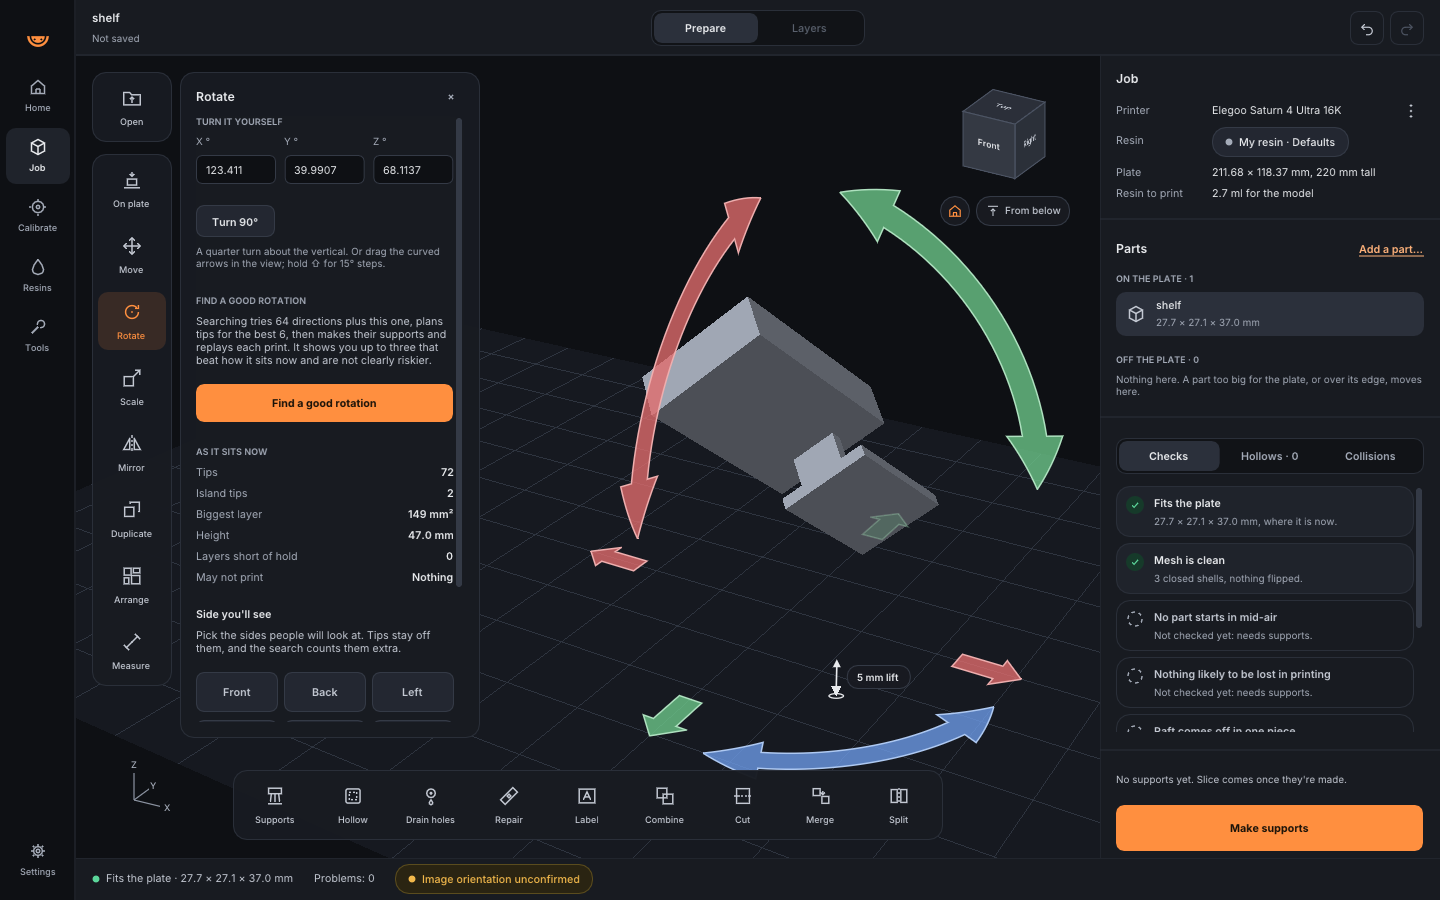 shelf
Not saved
Prepare
Layers
Home
Job
Calibrate
Resins
Tools
Settings
Open
On plate
Move
Rotate
Scale
Mirror
Duplicate
Arrange
Measure
Rotate
×
TURN IT YOURSELF
X °
Y °
Z °
123.411
39.9907
68.1137
Turn 90°
A quarter turn about the vertical. Or drag the curved
arrows in the view; hold ⇧ for 15° steps.
FIND A GOOD ROTATION
Searching tries 64 directions plus this one, plans
tips for the best 6, then makes their supports and
replays each print. It shows you up to three that
beat how it sits now and are not clearly riskier.
Find a good rotation
AS IT SITS NOW
Tips 72
Island tips 2
Biggest layer 149 mm²
Height 47.0 mm
Layers short of hold 0
May not print Nothing
Side you'll see
Pick the sides people will look at. Tips stay off
them, and the search counts them extra.
Front
Back
Left
Top
Front
Right
From below
5 mm lift
Z
Y
X
Supports
Hollow
Drain holes
Repair
Label
Combine
Cut
Merge
Split
Job
Printer Elegoo Saturn 4 Ultra 16K
Resin My resin · Defaults
Plate 211.68 × 118.37 mm, 220 mm tall
Resin to print 2.7 ml for the model
Parts
Add a part...
ON THE PLATE · 1
shelf
27.7 × 27.1 × 37.0 mm
OFF THE PLATE · 0
Nothing here. A part too big for the plate, or over its edge, moves
here.
Checks
Hollows · 0
Collisions
Fits the plate
27.7 × 27.1 × 37.0 mm, where it is now.
Mesh is clean
3 closed shells, nothing flipped.
No part starts in mid-air
Not checked yet: needs supports.
Nothing likely to be lost in printing
Not checked yet: needs supports.
Raft comes off in one piece
No supports yet. Slice comes once they're made.
Make supports
Fits the plate · 27.7 × 27.1 × 37.0 mm
Problems: 0
Image orientation unconfirmed